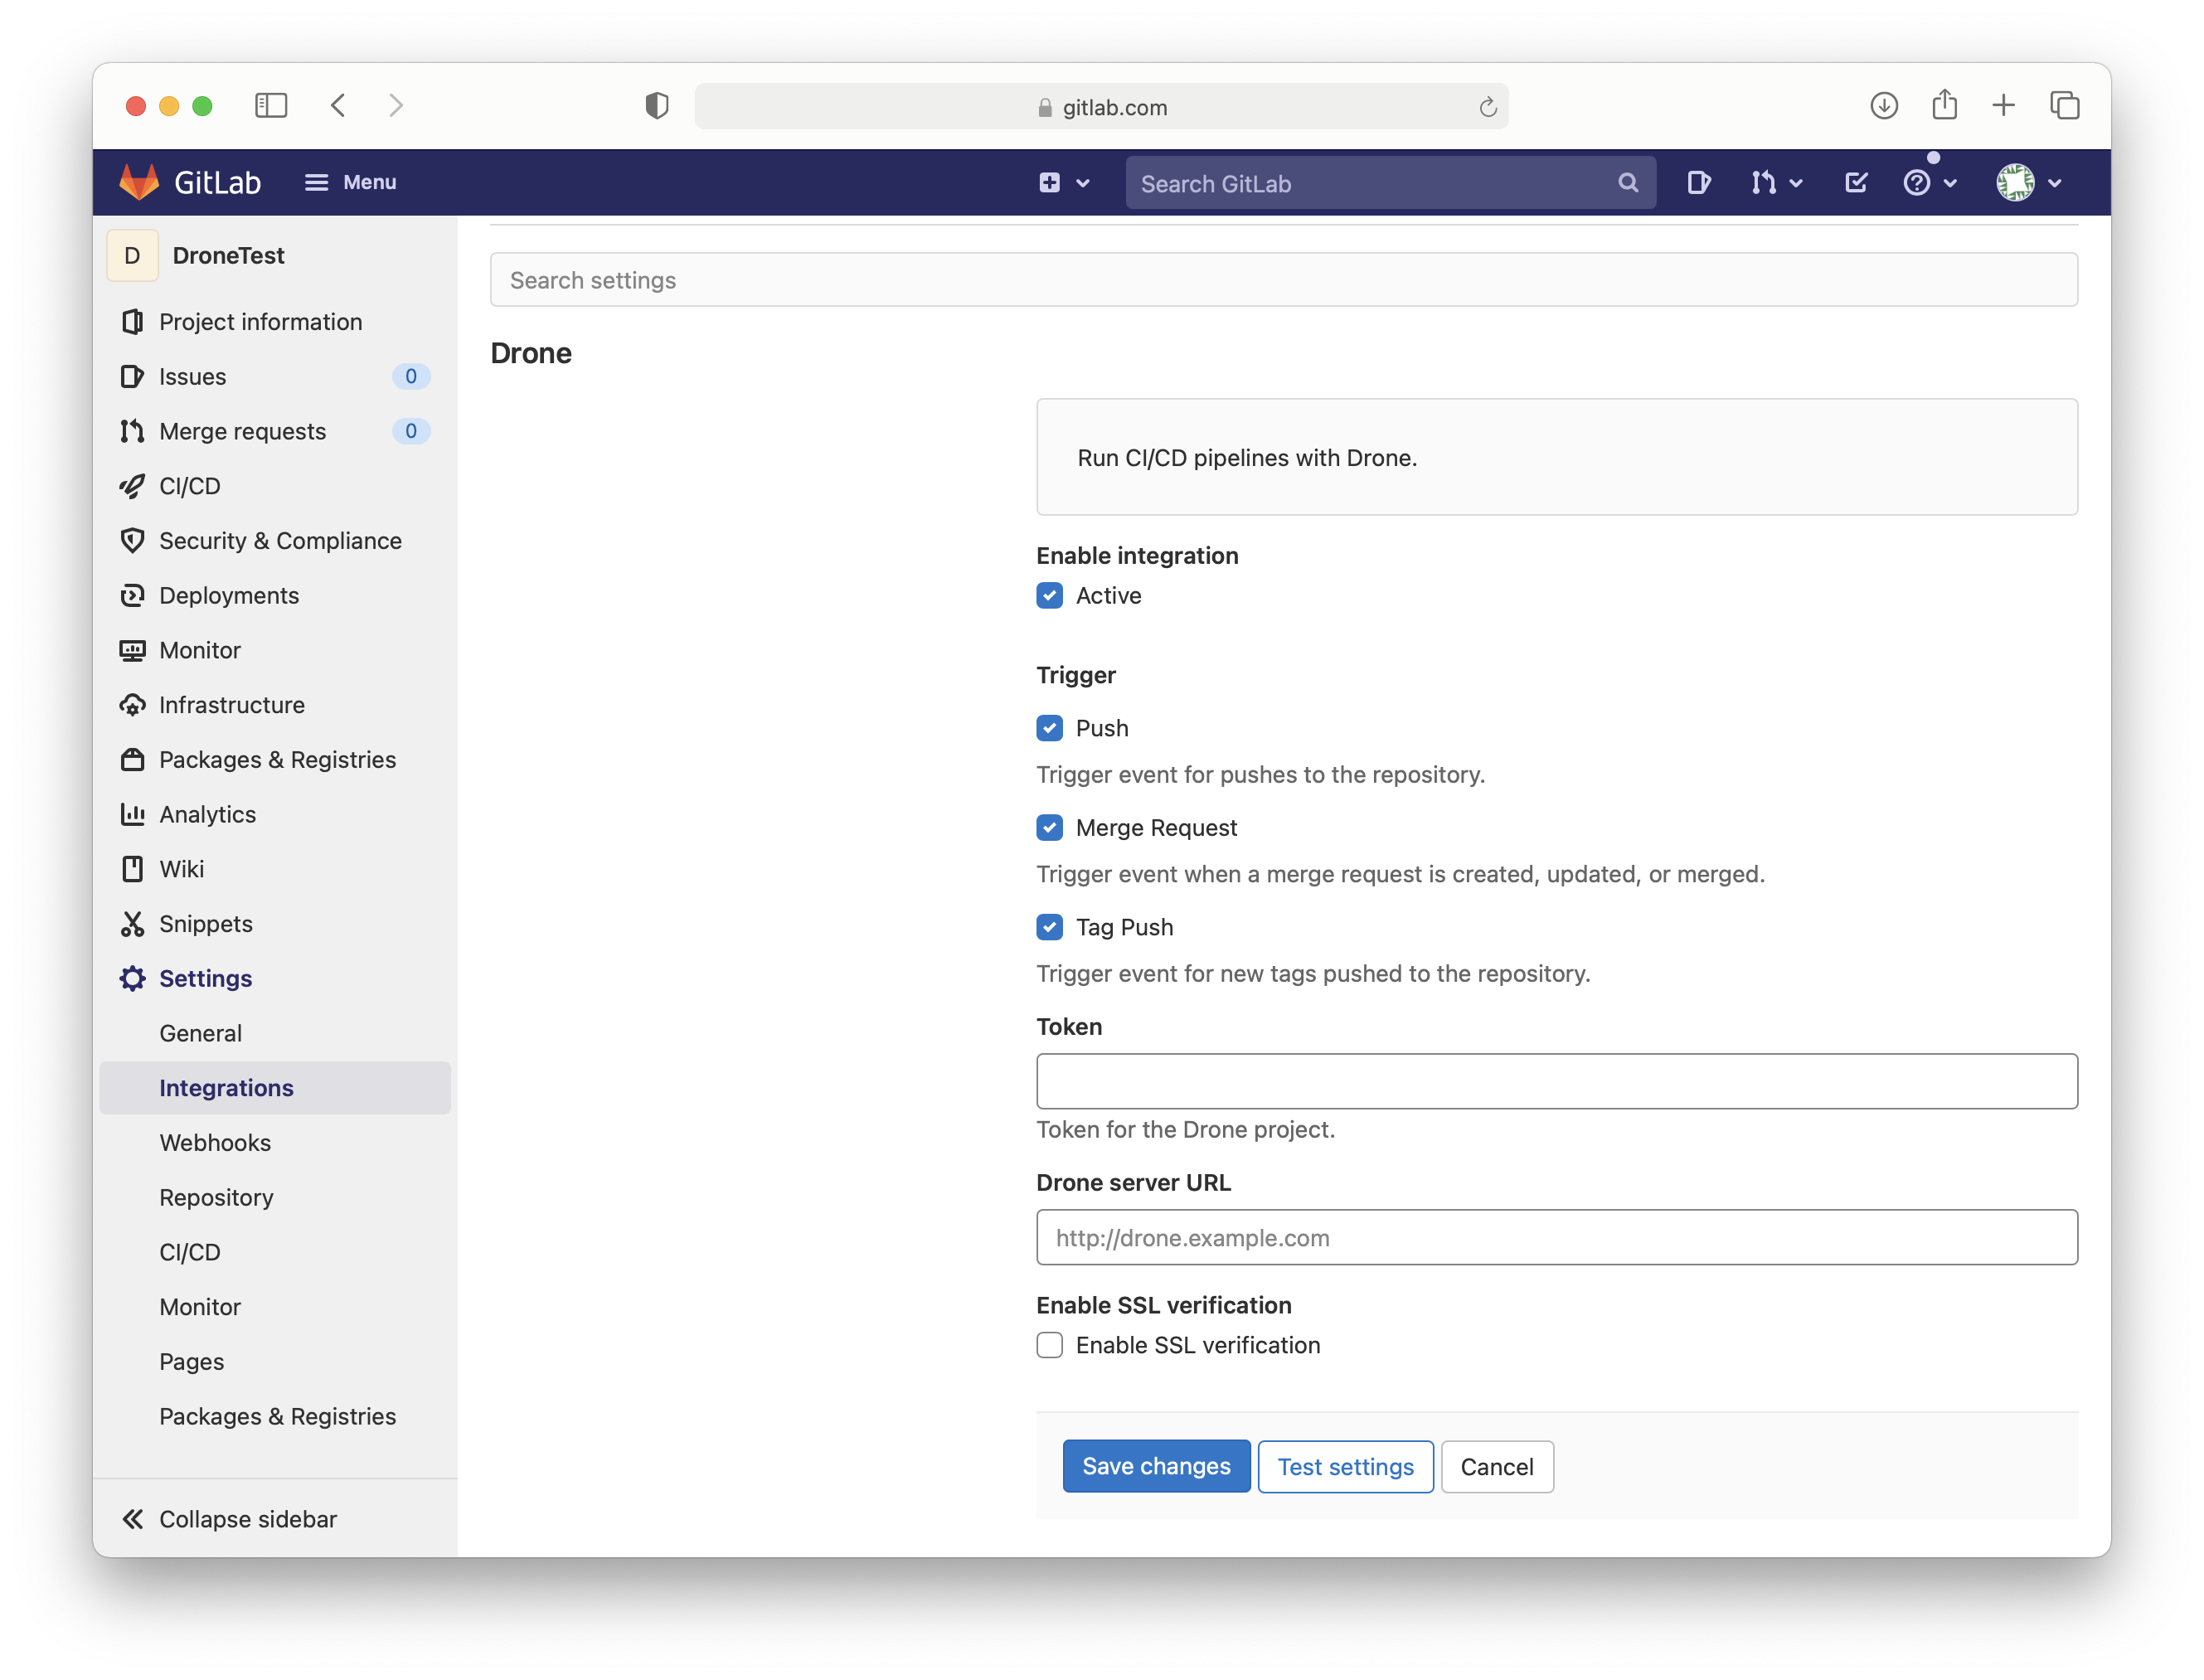 gitlab.com
GitLab Menu Search GitLab
D DroneTest
Project information
Issues 0
Merge requests 0
CI/CD
Security & Compliance
Deployments
Monitor
Infrastructure
Packages & Registries
Analytics
Wiki
Snippets
Settings
General
Integrations
Webhooks
Repository
CI/CD
Monitor
Pages
Packages & Registries
Collapse sidebar
Search settings
Drone
Run CI/CD pipelines with Drone.
Enable integration
Active
Trigger
Push
Trigger event for pushes to the repository.
Merge Request
Trigger event when a merge request is created, updated, or merged.
Tag Push
Trigger event for new tags pushed to the repository.
Token
Token for the Drone project.
Drone server URL
http://drone.example.com
Enable SSL verification
Enable SSL verification
Save changes Test settings Cancel